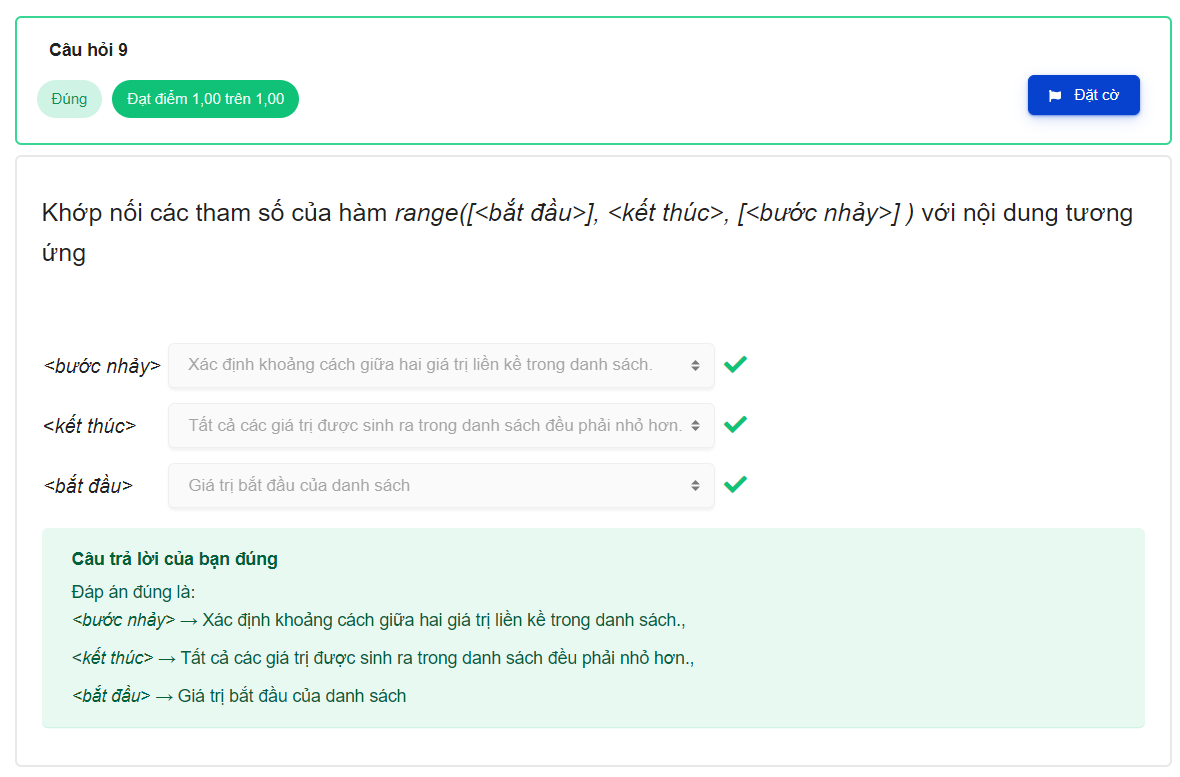 Câu hỏi 9
Đúng
Đạt điểm 1,00 trên 1,00
Đặt cờ
Khớp nối các tham số của hàm range([<bắt đầu>], <kết thúc>, [<bước nhảy>] ) với nội dung tương
ứng
<bước nhảy> Xác định khoảng cách giữa hai giá trị liền kề trong danh sách.
<kết thúc> Tất cả các giá trị được sinh ra trong danh sách đều phải nhỏ hơn.
<bắt đầu> Giá trị bắt đầu của danh sách
Câu trả lời của bạn đúng
Đáp án đúng là:
<bước nhảy> → Xác định khoảng cách giữa hai giá trị liền kề trong danh sách.,
<kết thúc> → Tất cả các giá trị được sinh ra trong danh sách đều phải nhỏ hơn.,
<bắt đầu> → Giá trị bắt đầu của danh sách